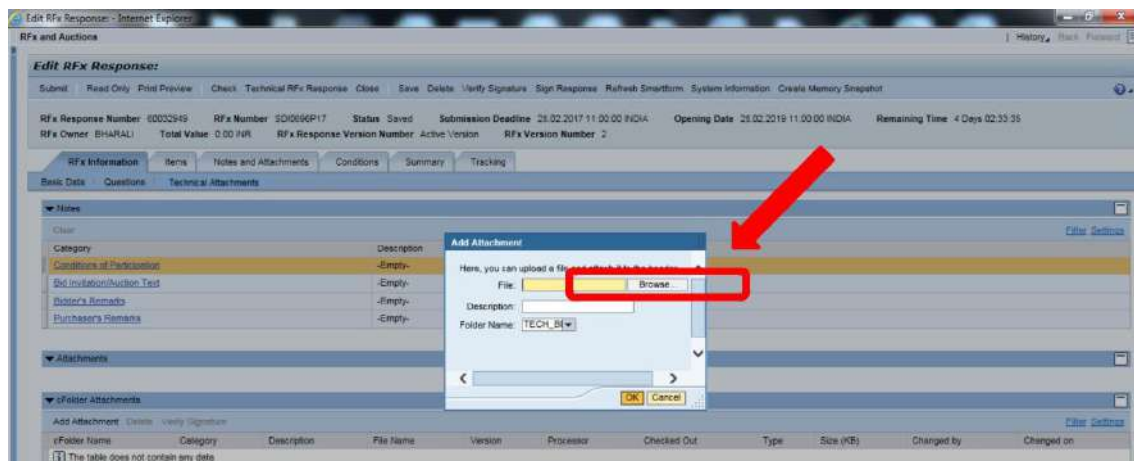 Edit RFx Response: - Internet Explorer
RFx and Auctions
History Back Forward
Edit RFx Response:
Submit Read Only Print Preview Check Technical RFx Response Close Save Delete Verify Signature Sign Response Refresh Smartform System Information Create Memory Snapshot
RFx Response Number 60032949 RFx Number SDI0696P17 Status Saved Submission Deadline 28.02.2017 11:00:00 INDIA Opening Date 28.02.2019 11:00:00 INDIA Remaining Time 4 Days 02:33:35
RFx Owner BHARALI Total Value 0.00 INR RFx Response Version Number Active Version RFx Version Number 2
RFx Information Items Notes and Attachments Conditions Summary Tracking
Basic Data Questions Technical Attachments
Notes
Clear Filter Settings
Category Description
Conditions of Participation -Empty-
Bid Invitation/Auction Text -Empty-
Bidder's Remarks -Empty-
Purchaser's Remarks -Empty-
Add Attachment
Here, you can upload a file and attach it to the header
File: Browse...
Description:
Folder Name: TECH_BI
OK Cancel
Attachments
cFolder Attachments
Add Attachment Delete Verify Signature Filter Settings
cFolder Name Category Description File Name Version Processor Checked Out Type Size (KB) Changed by Changed on
The table does not contain any data